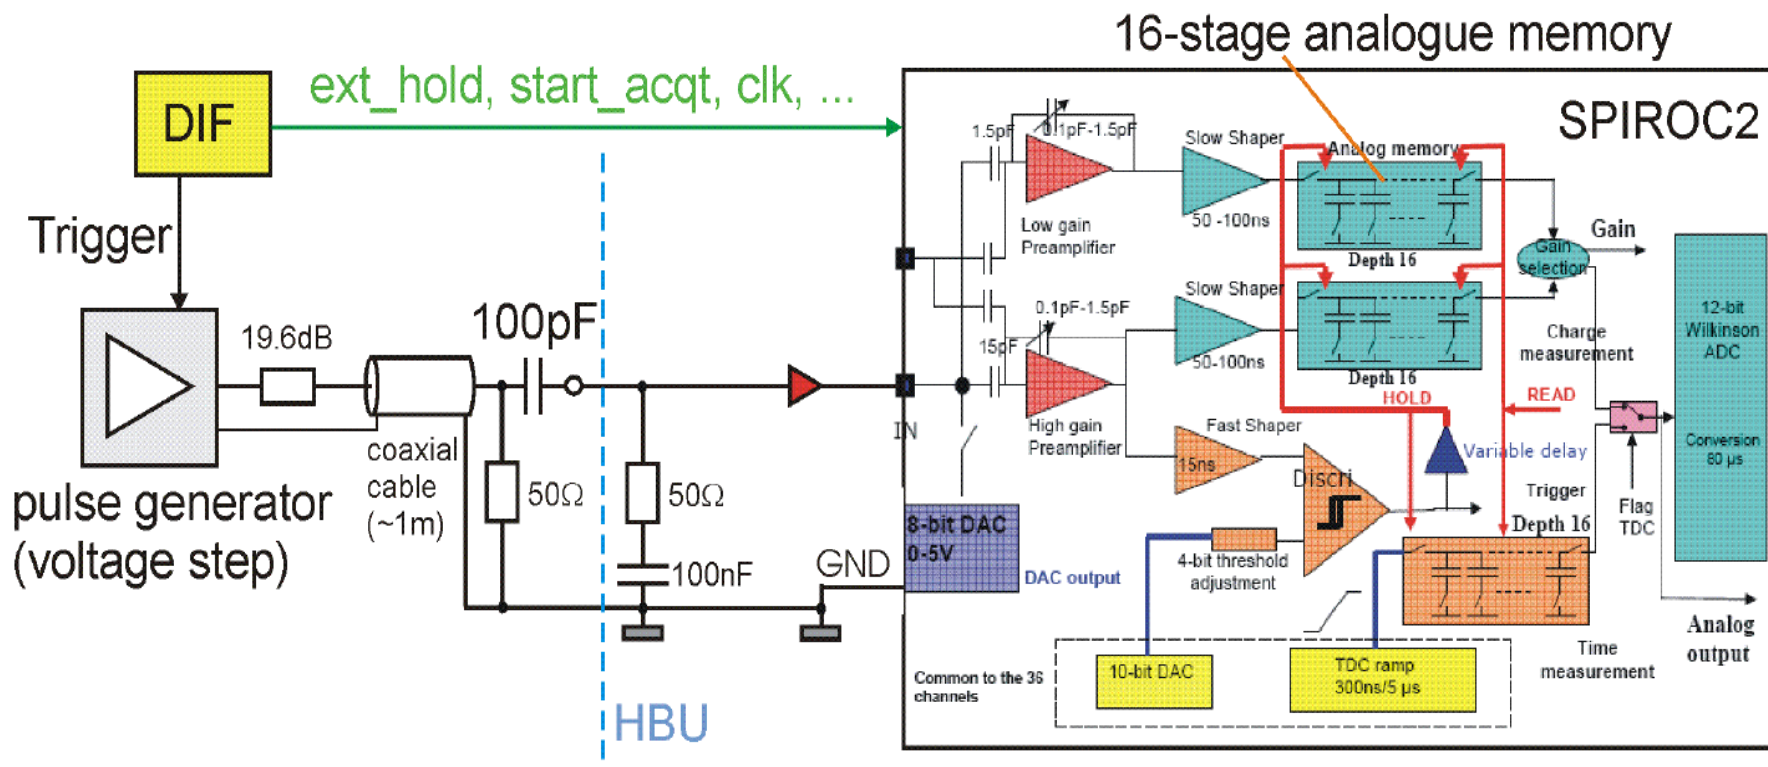 16-stage analogue memory
DIF
ext_hold, start_acqt, clk, ...
SPIROC2
Trigger
1.5pF
0.1pF-1.5pF
Slow Shaper
Analog memory
50 -100ns
Low gain
Preamplifier
Depth 16
Gain
Gain
selection
19.6dB
100pF
Slow Shaper
0.1pF-1.5pF
15pF
50-100ns
Depth 16
Charge
measurement
12-bit
Wilkinson
ADC
HOLD
READ
IN
High gain
Preamplifier
Fast Shaper
15ns
Discri
Variable delay
Conversion
80 µs
coaxial
cable
(~1m)
50Ω
50Ω
pulse generator
(voltage step)
Trigger
Depth 16
Flag
TDC
8-bit DAC
0-5V
GND
100nF
DAC output
4-bit threshold
adjustment
Analog
output
Time
measurement
Common to the 36
channels
10-bit DAC
TDC ramp
300ns/5 µs
HBU